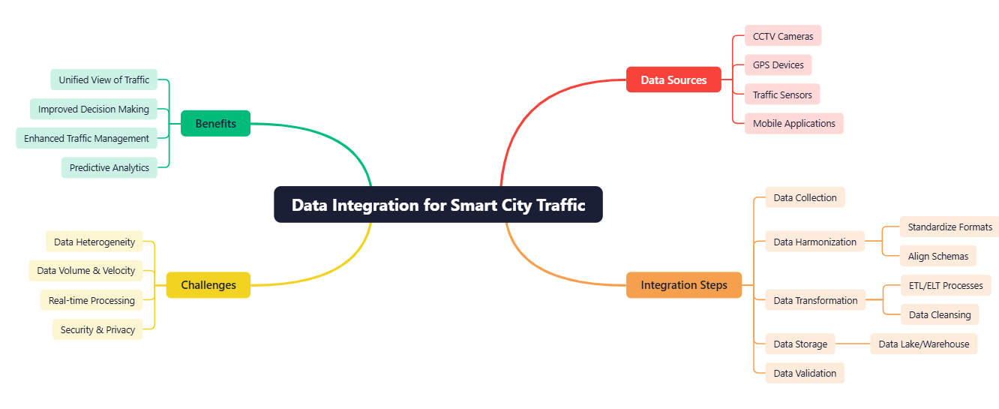 Data Integration for Smart City Traffic
Data Sources
CCTV Cameras
GPS Devices
Traffic Sensors
Mobile Applications
Integration Steps
Data Collection
Data Harmonization
Standardize Formats
Align Schemas
Data Transformation
ETL/ELT Processes
Data Cleansing
Data Storage
Data Lake/Warehouse
Data Validation
Benefits
Unified View of Traffic
Improved Decision Making
Enhanced Traffic Management
Predictive Analytics
Challenges
Data Heterogeneity
Data Volume & Velocity
Real-time Processing
Security & Privacy